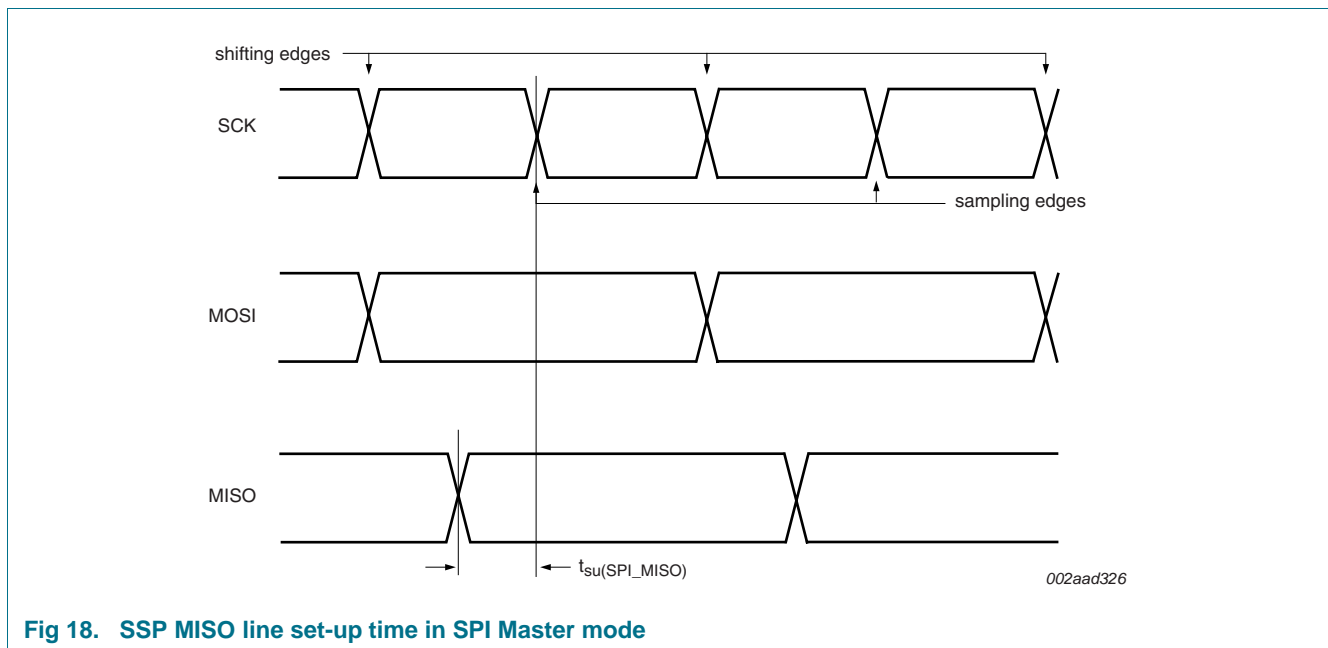 shifting edges
SCK
sampling edges
MOSI
MISO
tsu(SPI_MISO)
002aad326
Fig 18. SSP MISO line set-up time in SPI Master mode